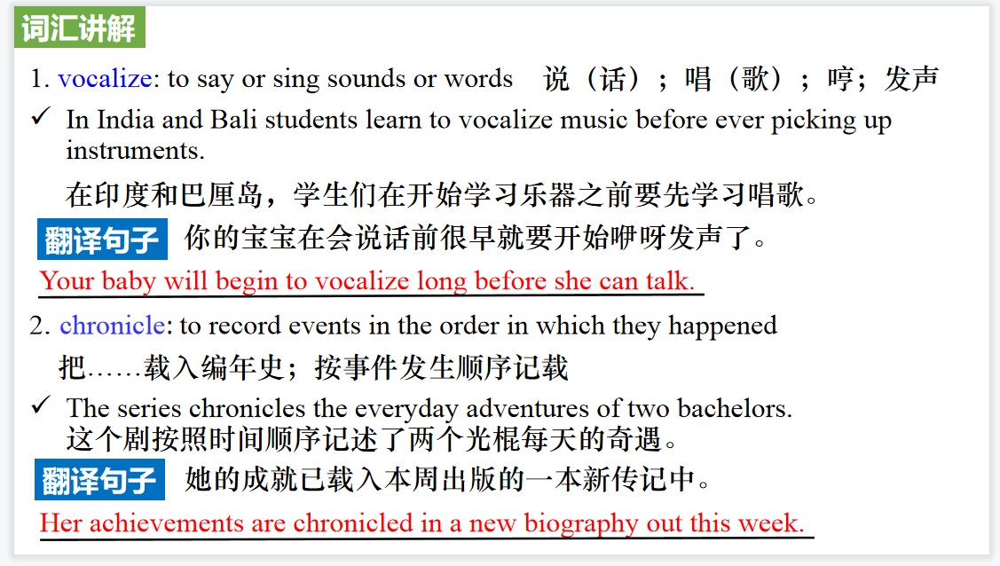 词汇讲解
1. vocalize: to say or sing sounds or words 说（话）；唱（歌）；哼；发声
✓ In India and Bali students learn to vocalize music before ever picking up
instruments.
在印度和巴厘岛，学生们在开始学习乐器之前要先学习唱歌。
翻译句子 你的宝宝在会说话前很早就要开始咿呀发声了。
Your baby will begin to vocalize long before she can talk.
2. chronicle: to record events in the order in which they happened
把……载入编年史；按事件发生顺序记载
✓ The series chronicles the everyday adventures of two bachelors.
这个剧按照时间顺序记述了两个光棍每天的奇遇。
翻译句子 她的成就已载入本周出版的一本新传记中。
Her achievements are chronicled in a new biography out this week.